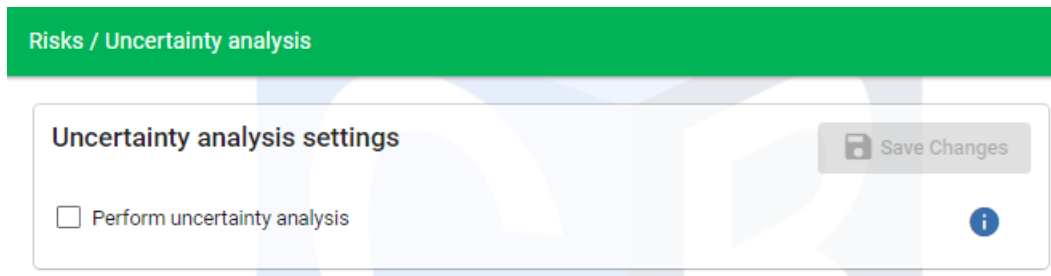 Risks / Uncertainty analysis
Uncertainty analysis settings
Save Changes
Perform uncertainty analysis